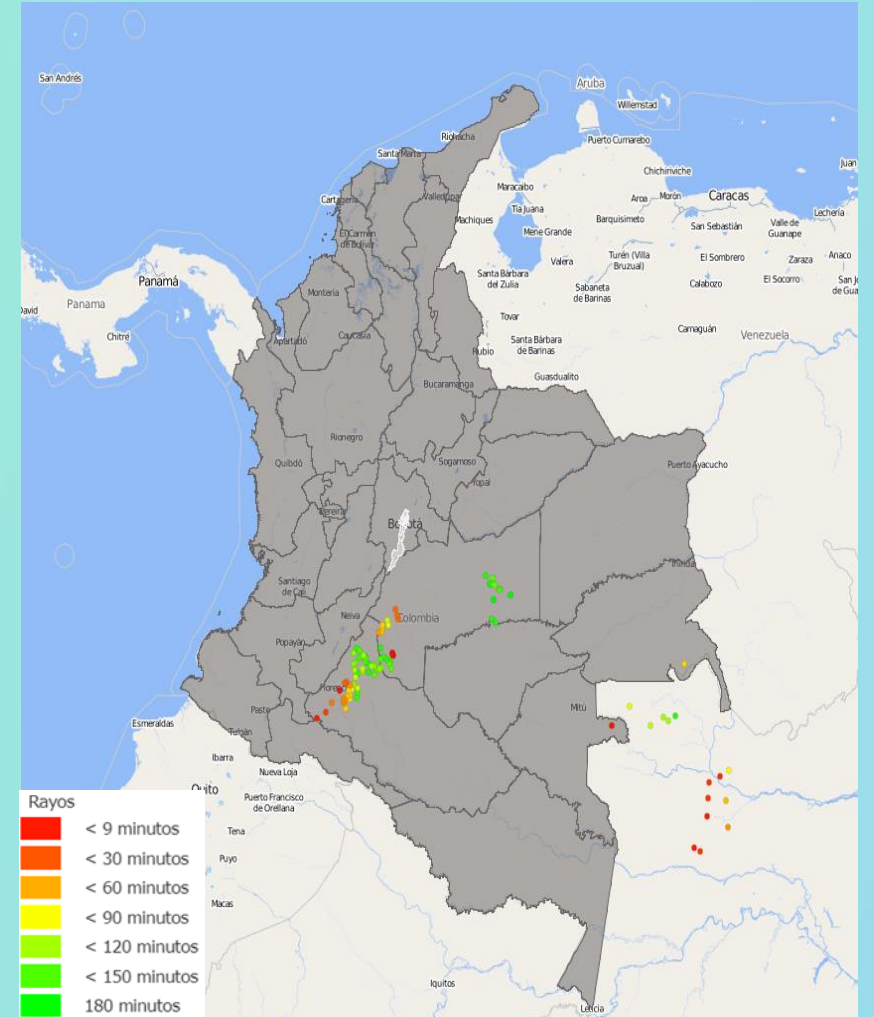 San Andrés
Aruba
Willemstad
Riohacha
Puerto Cumarebo
Santa Marta
Chichiriviche
Juan
Maracaibo
Cartagena
Valledupar
Aroa
Morón
Caracas
Tía Juana
Lechería
Machiques
Barquisimeto
San Sebastián
Valle de
Guanape
El Carmen
de Bolívar
Mene Grande
Turén (Villa
Bruzual)
El Sombrero
Zaraza
Anaco
Valera
Panamá
Santa Bárbara
del Zulia
Calabozo
El Socorro
San J
de Gua
Montería
Sabaneta
de Barinas
Panama
David
Tovar
Camaguán
Venezuela
Chitré
Caucasia
Apartadó
Santa Bárbara
de Barinas
Rubio
Guasdualito
Bucaramanga
Rionegro
Quibdó
Sogamoso
Puerto Ayacucho
Yopal
Pereira
Bogotá
Inírida
Santiago
de Cali
Neiva
Colombia
Popayán
Florencia
Mitú
Pasto
Esmeraldas
Tumán
Ibarra
Nueva Loja
Quito
Puerto Francisco
de Orellana
Tena
Puyo
Macas
Iquitos
Leticia
Rayos
< 9 minutos
< 30 minutos
< 60 minutos
< 90 minutos
< 120 minutos
< 150 minutos
180 minutos